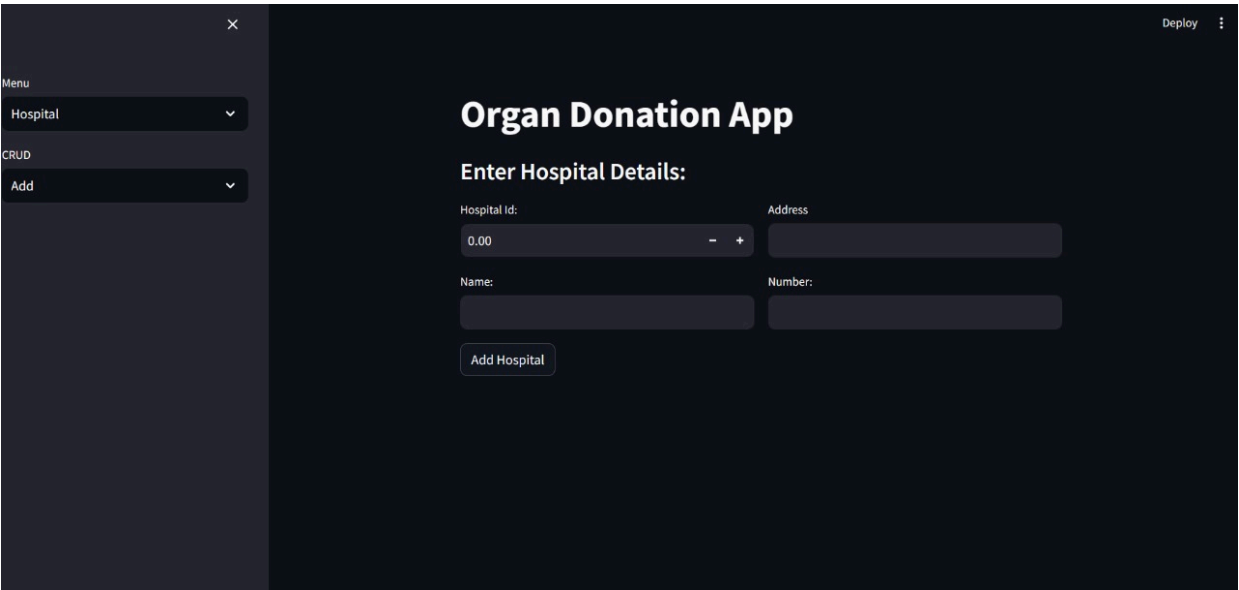 Deploy
Menu
Hospital
CRUD
Add
Organ Donation App
Enter Hospital Details:
Hospital Id:
0.00
Address
Name:
Number:
Add Hospital